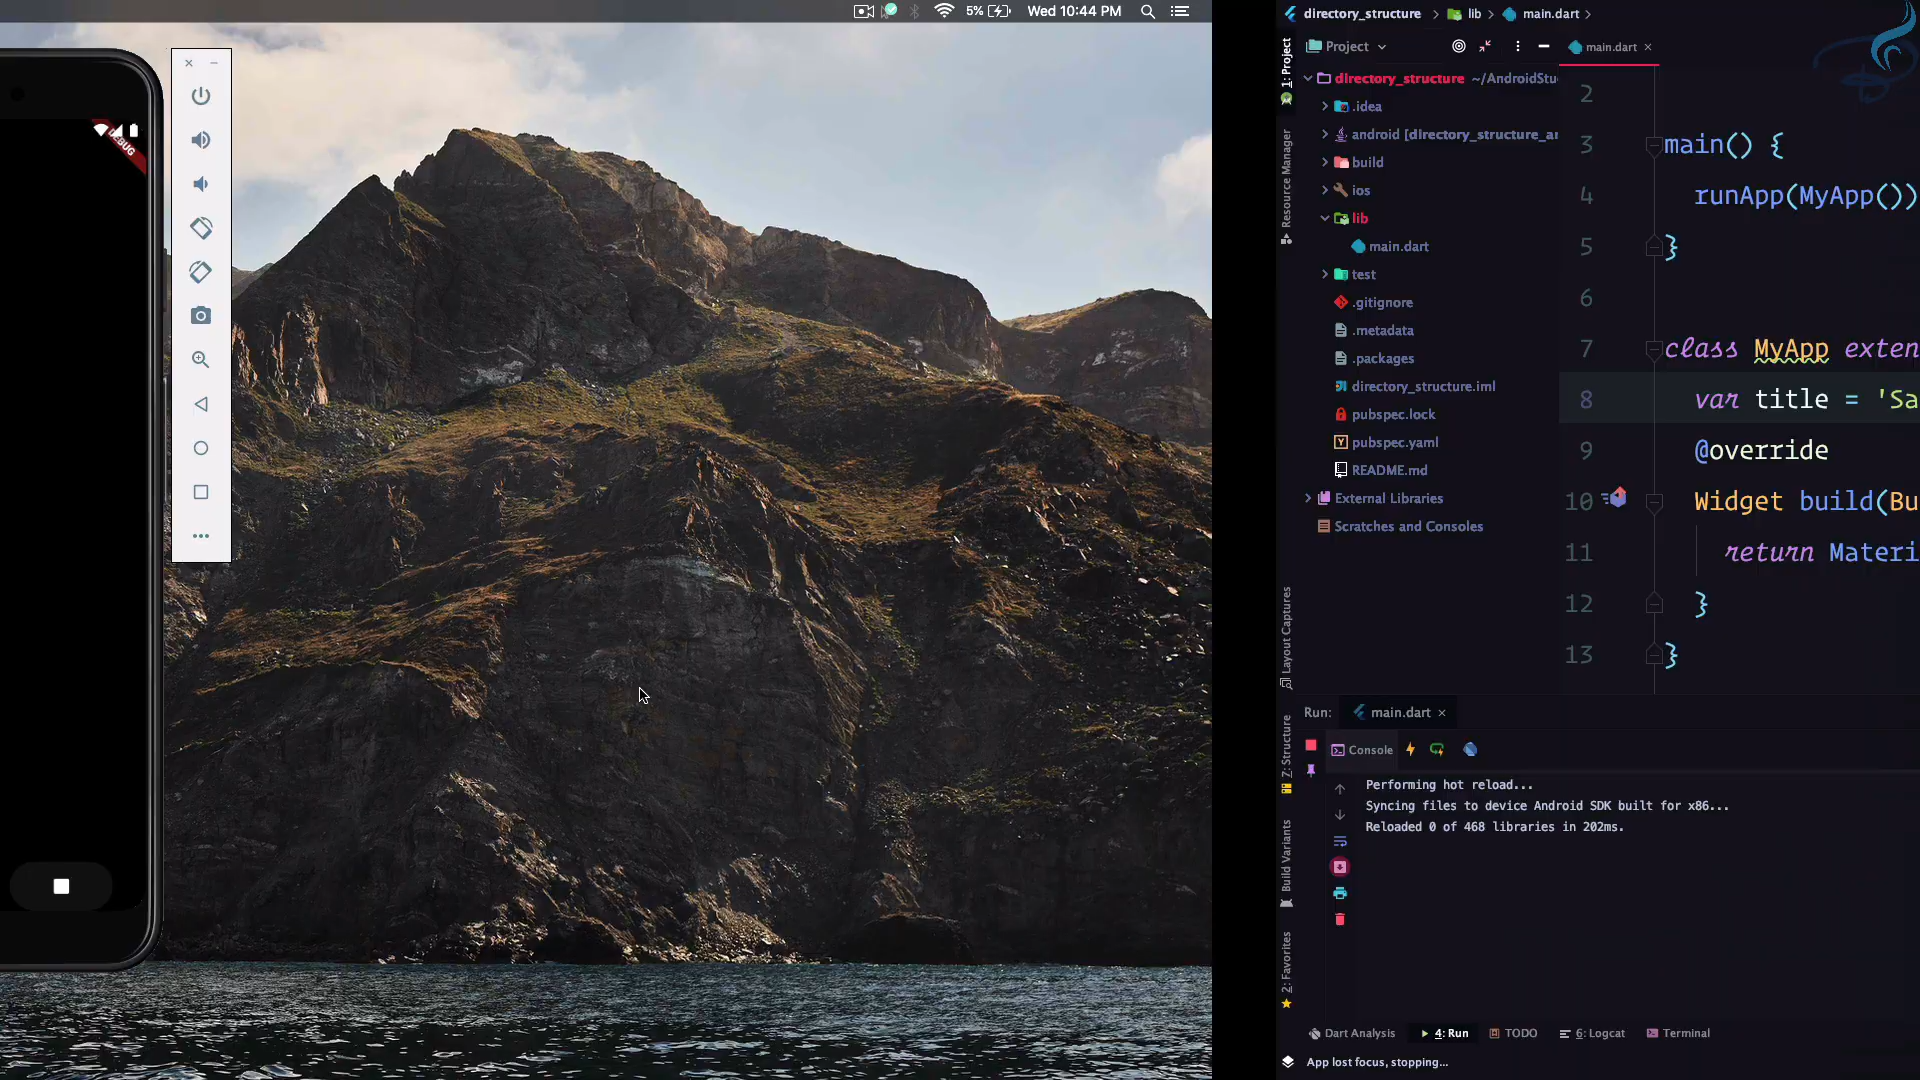 5%
Wed 10:44 PM
DEBUG
directory_structure
lib
main.dart
Project
main.dart
1: Project
Resource Manager
Layout Captures
Z: Structure
Build Variants
2: Favorites
directory_structure ~/AndroidStu
.idea
android [directory_structure_an
build
ios
lib
main.dart
test
.gitignore
.metadata
.packages
directory_structure.iml
pubspec.lock
pubspec.yaml
README.md
External Libraries
Scratches and Consoles
2
3 main() {
4 runApp(MyApp())
5 }
6
7 class MyApp exten
8 var title = 'Sa
9 @override
10 Widget build(Bu
11 return Materi
12 }
13 }
Run: main.dart
Console
Performing hot reload...
Syncing files to device Android SDK built for x86...
Reloaded 0 of 468 libraries in 202ms.
Dart Analysis
4: Run
TODO
6: Logcat
Terminal
App lost focus, stopping...